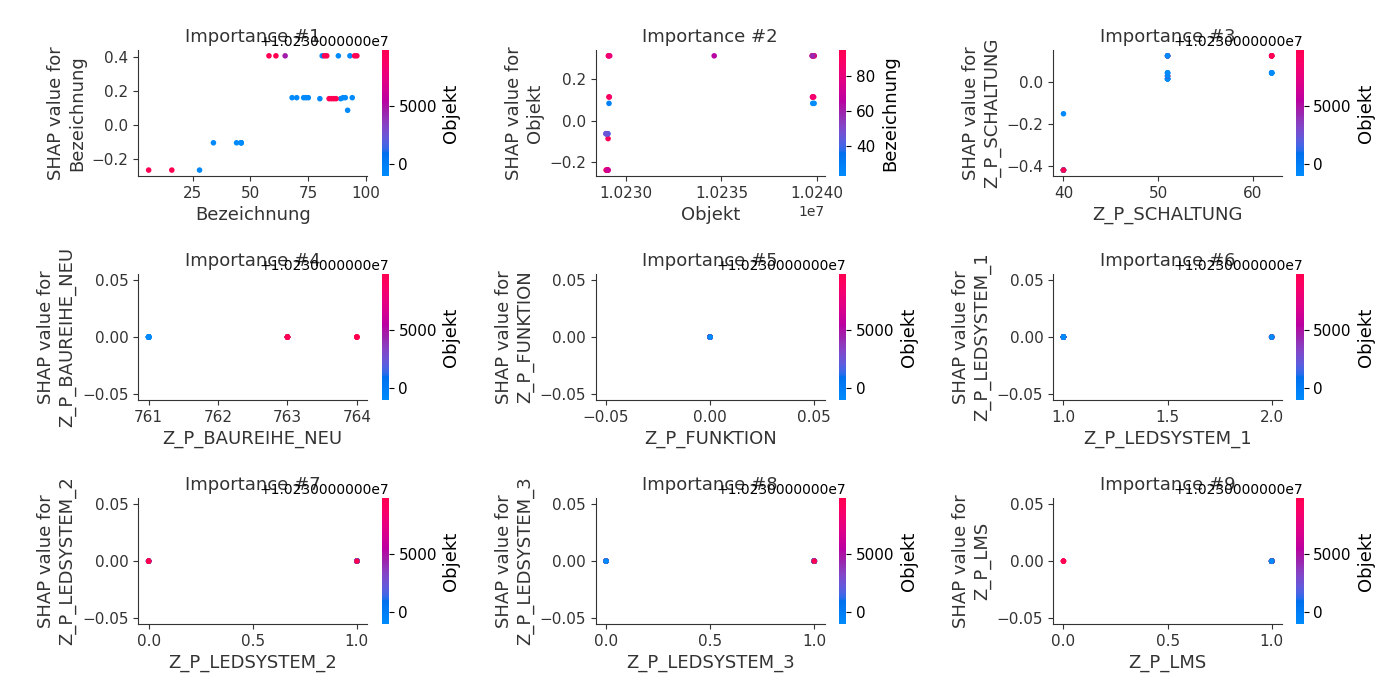 Importance #1
+1.0230000000e7
SHAP value for
Bezeichnung
0.4
0.2
0.0
−0.2
25
50
75
100
Bezeichnung
5000
0
Objekt
Importance #2
SHAP value for
Objekt
0.2
0.0
−0.2
1.0230
1.0235
1.0240
1e7
Objekt
80
60
40
Bezeichnung
Importance #3
+1.0230000000e7
SHAP value for
Z_P_SCHALTUNG
0.0
−0.2
−0.4
40
50
60
Z_P_SCHALTUNG
5000
0
Objekt
Importance #4
+1.0230000000e7
SHAP value for
Z_P_BAUREIHE_NEU
0.05
0.00
−0.05
761
762
763
764
Z_P_BAUREIHE_NEU
5000
0
Objekt
Importance #5
+1.0230000000e7
SHAP value for
Z_P_FUNKTION
0.05
0.00
−0.05
−0.05
0.00
0.05
Z_P_FUNKTION
5000
0
Objekt
Importance #6
+1.0230000000e7
SHAP value for
Z_P_LEDSYSTEM_1
0.05
0.00
−0.05
1.0
1.5
2.0
Z_P_LEDSYSTEM_1
5000
0
Objekt
Importance #7
+1.0230000000e7
SHAP value for
Z_P_LEDSYSTEM_2
0.05
0.00
−0.05
0.0
0.5
1.0
Z_P_LEDSYSTEM_2
5000
0
Objekt
Importance #8
+1.0230000000e7
SHAP value for
Z_P_LEDSYSTEM_3
0.05
0.00
−0.05
0.0
0.5
1.0
Z_P_LEDSYSTEM_3
5000
0
Objekt
Importance #9
+1.0230000000e7
SHAP value for
Z_P_LMS
0.05
0.00
−0.05
0.0
0.5
1.0
Z_P_LMS
5000
0
Objekt